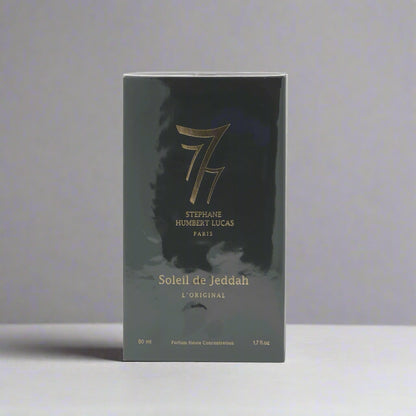 777
STEPHANE
HUMBERT LUCAS
PARIS
Soleil de Jeddah
L'ORIGINAL
50 ml Parfum Haute Concentration 1,7 fl oz